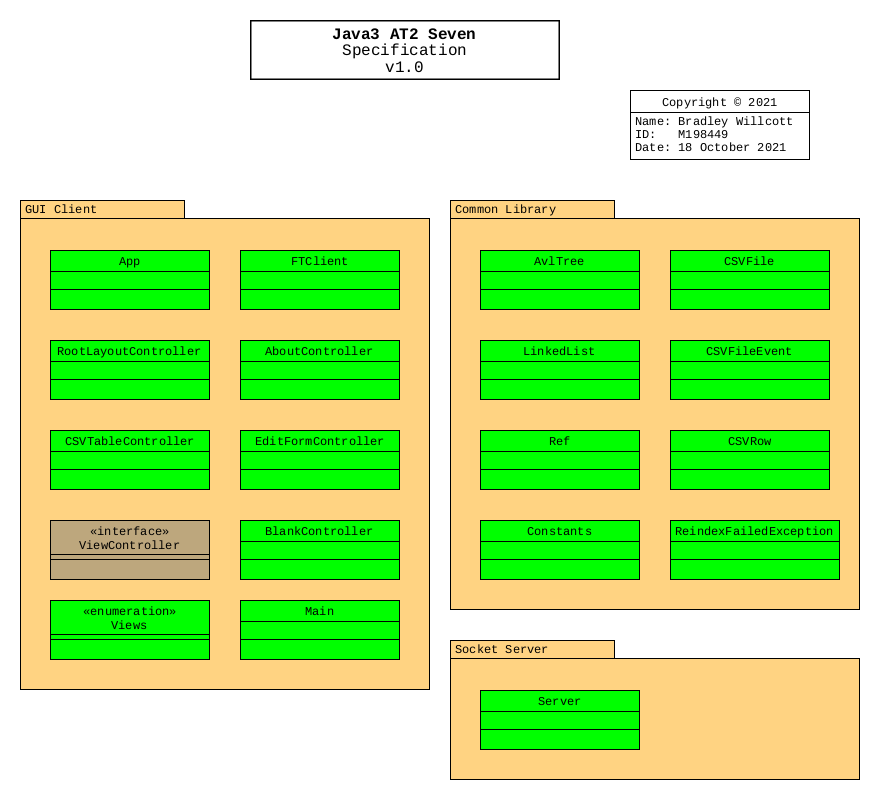 Java3 AT2 Seven
Specification
v1.0
Copyright © 2021
Name: Bradley Willcott
ID: M198449
Date: 18 October 2021
GUI Client
App
FTClient
RootLayoutController
AboutController
CSVTableController
EditFormController
«interface»
ViewController
BlankController
«enumeration»
Views
Main
Common Library
AvlTree
CSVFile
LinkedList
CSVFileEvent
Ref
CSVRow
Constants
ReindexFailedException
Socket Server
Server